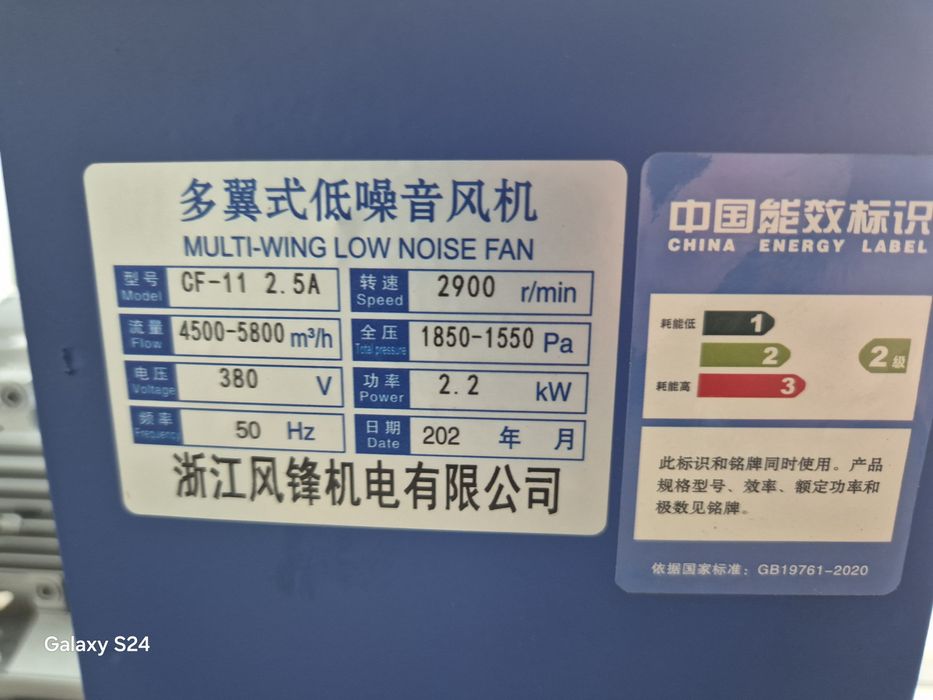 多翼式低噪音风机
MULTI-WING LOW NOISE FAN
型号 Model CF-11 2.5A
转速 Speed 2900 r/min
流量 Flow 4500-5800 m³/h
全压 Total pressure 1850-1550 Pa
电压 Voltage 380 V
功率 Power 2.2 kW
频率 Frequency 50 Hz
日期 Date 202 年 月
浙江风锋机电有限公司
中国能效标识
CHINA ENERGY LABEL
耗能低 1
2
2级
耗能高 3
此标识和铭牌同时使用。产品
规格型号、效率、额定功率和
极数见铭牌。
依据国家标准：GB19761-2020
Galaxy S24